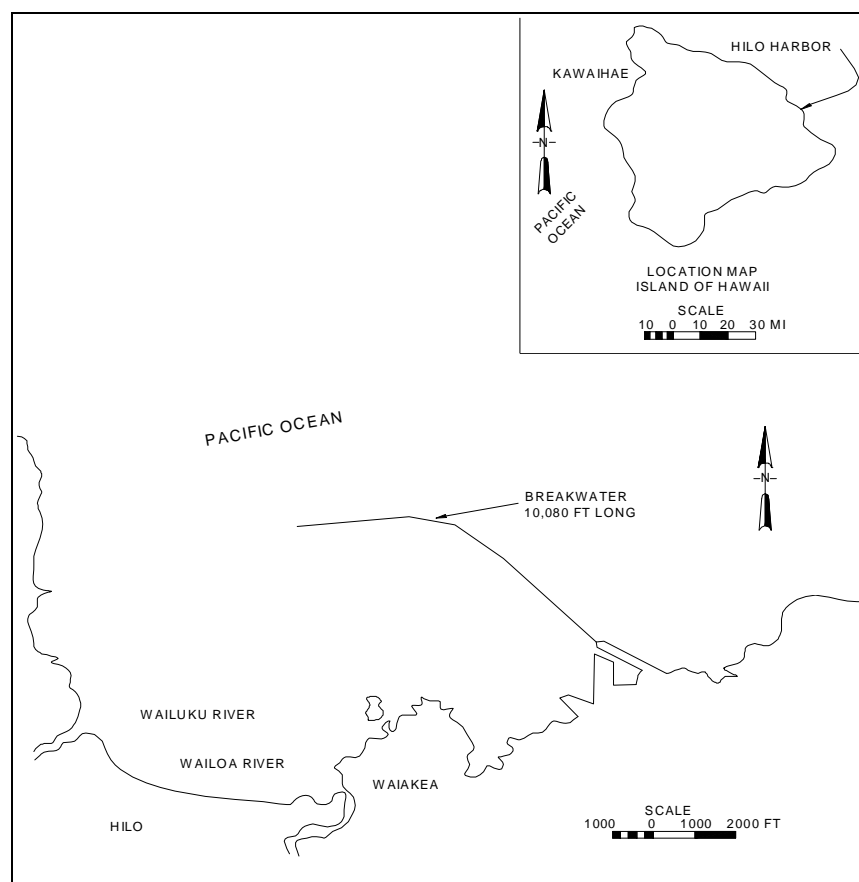 HILO HARBOR
KAWAIHAE
-N-
PACIFIC
OCEAN
LOCATION MAP
ISLAND OF HAWAII
SCALE
10 0 10 20 30 MI
PACIFIC OCEAN
-N-
BREAKWATER
10,080 FT LONG
WAILUKU RIVER
WAILOA RIVER
WAIAKEA
HILO
SCALE
1000 0 1000 2000 FT